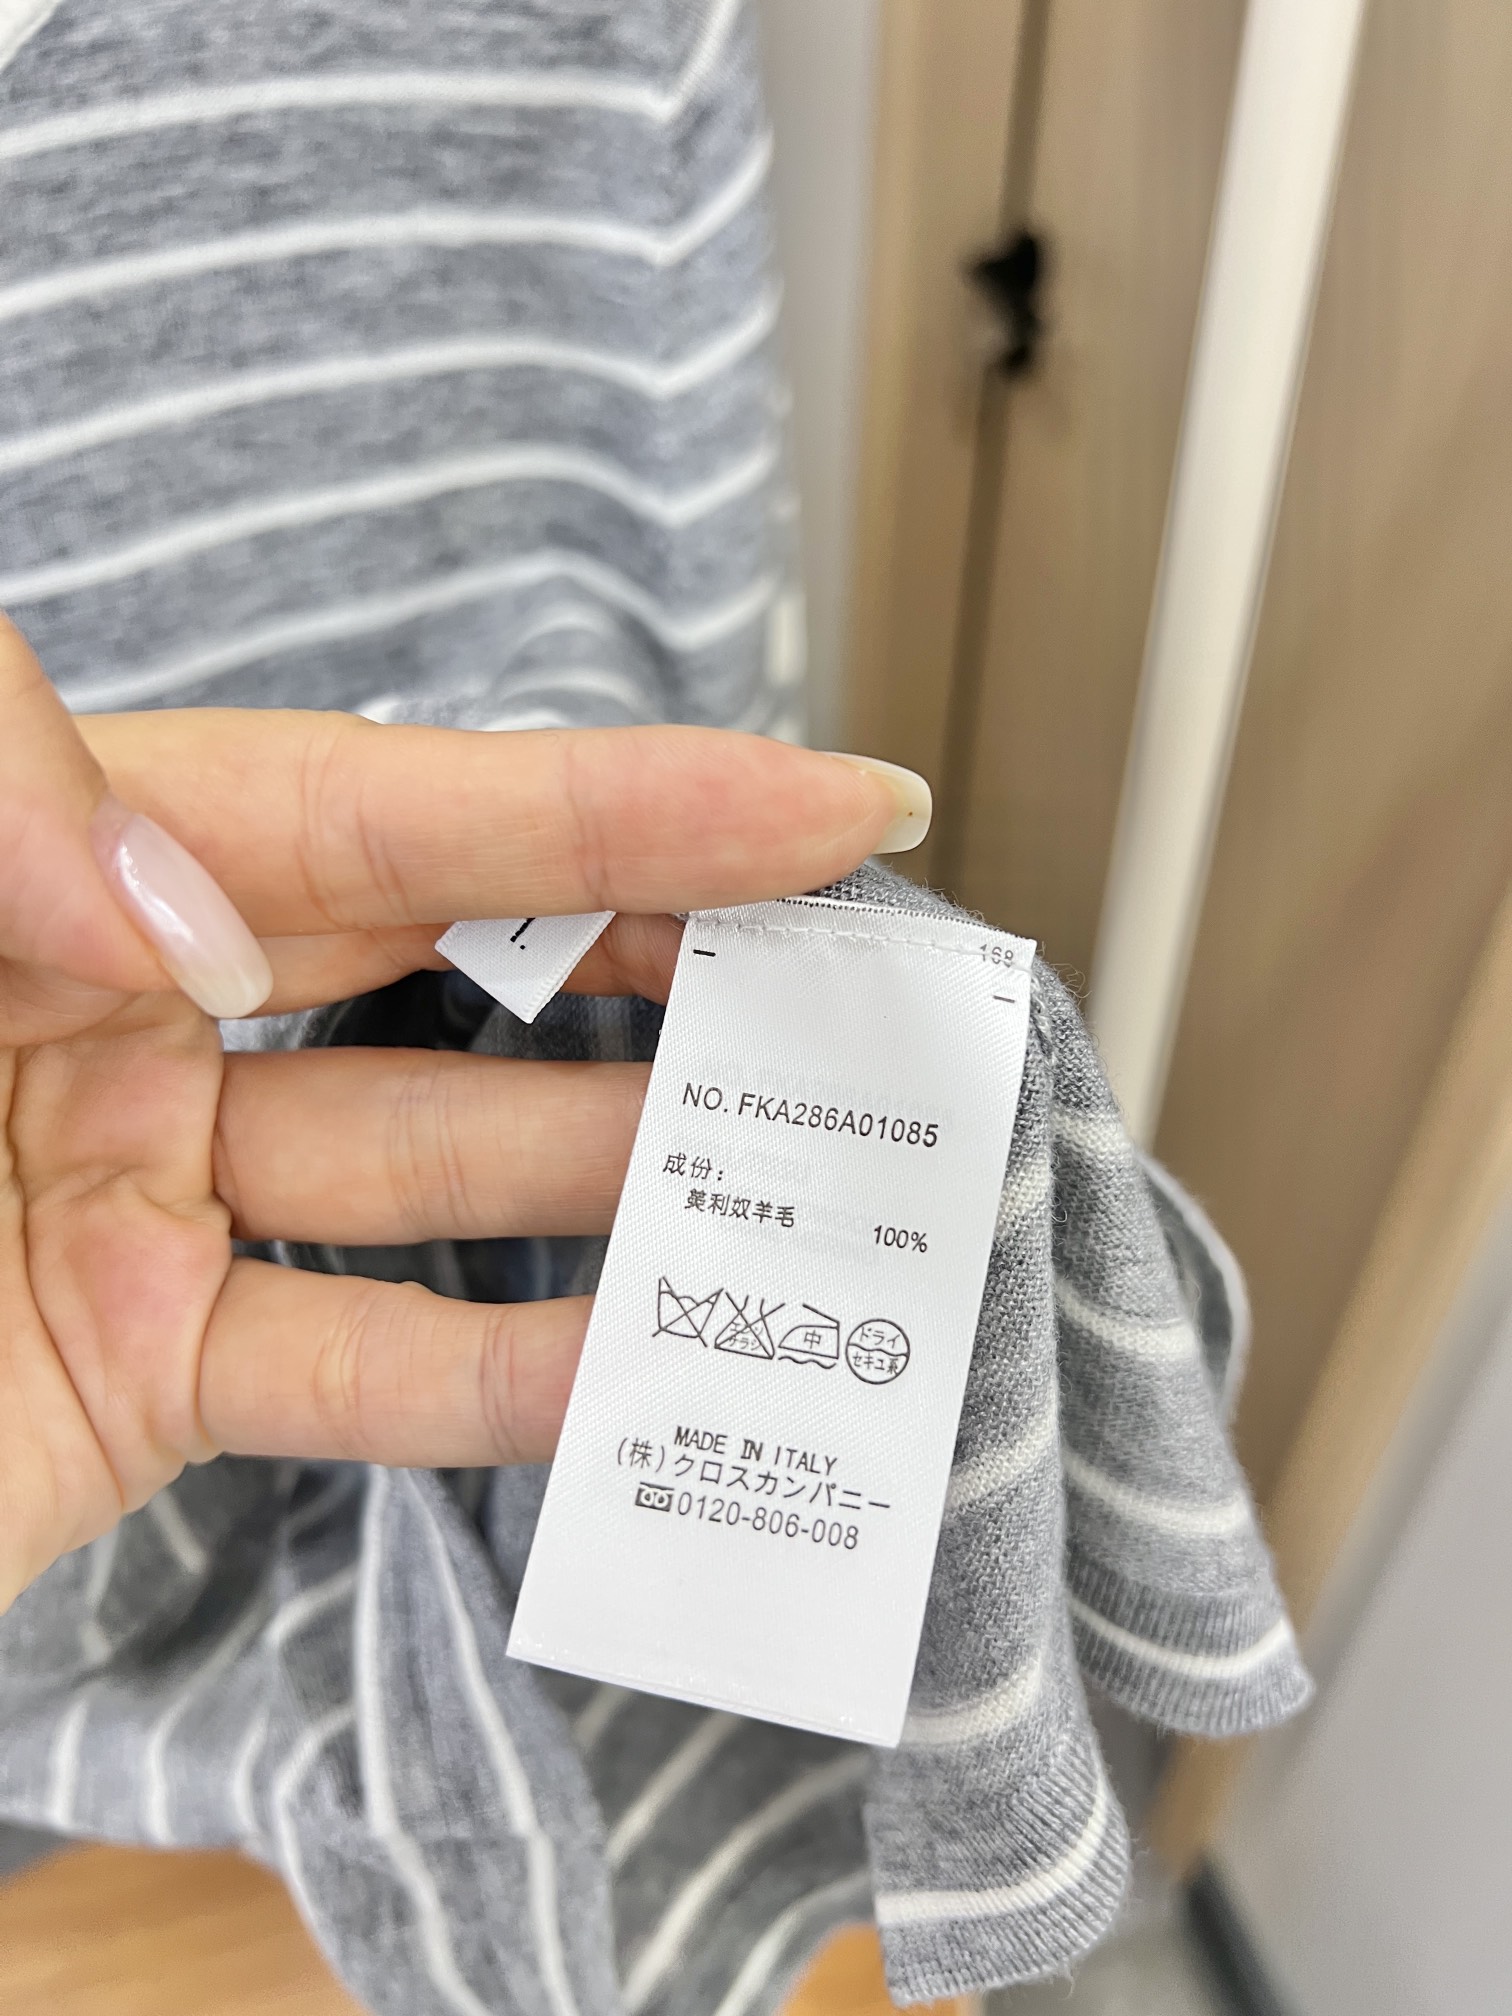 168
NO. FKA286A01085
成份：
美利奴羊毛 100%
中
ドライ
セキユ系
MADE IN ITALY
(株)クロスカンパニー
0120-806-008